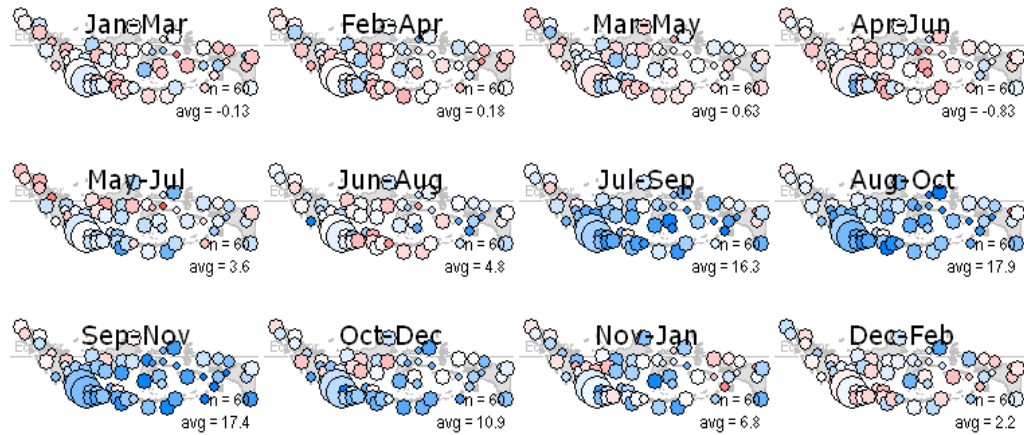 Jan-Mar
Feb-Apr
Mar-May
Apr-Jun
n = 60
avg = -0.13
n = 60
avg = 0.18
n = 60
avg = 0.63
n = 60
avg = -0.83
May-Jul
Jun-Aug
Jul-Sep
Aug-Oct
n = 60
avg = 3.6
n = 60
avg = 4.8
n = 60
avg = 16.3
n = 60
avg = 17.9
Sep-Nov
Oct-Dec
Nov-Jan
Dec-Feb
n = 60
avg = 17.4
n = 60
avg = 10.9
n = 60
avg = 6.8
n = 60
avg = 2.2